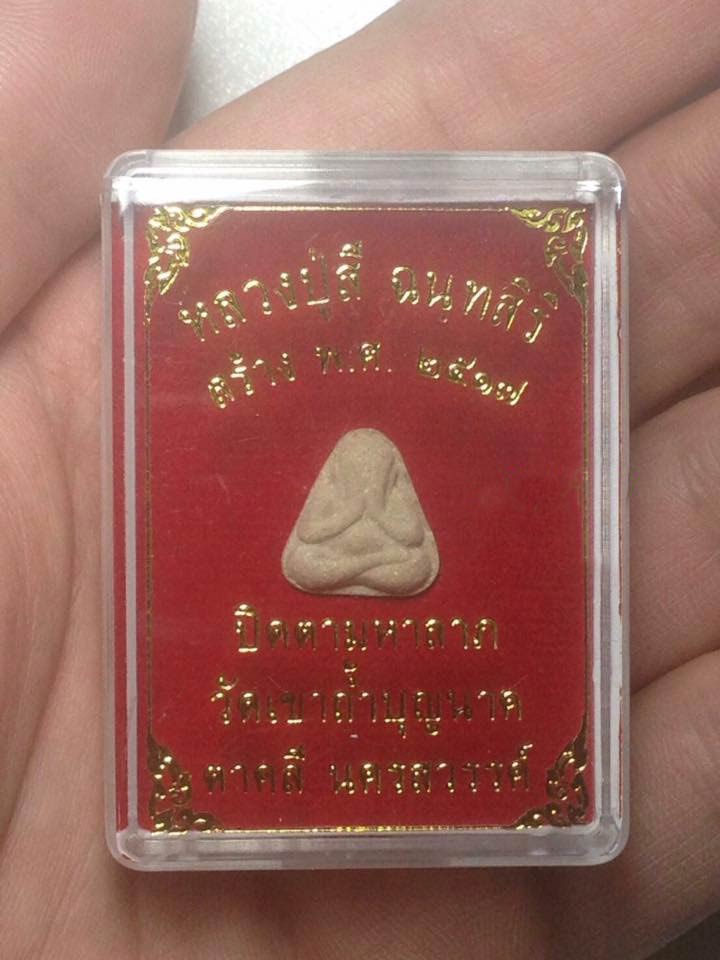 หลวงปู่สี ฉนฺทสิริ
สร้าง พ.ศ. ๒๕๑๗
ปิดตามหาลาภ
วัดเขาถ้ำบุญนาค
ตาคลี นครสวรรค์